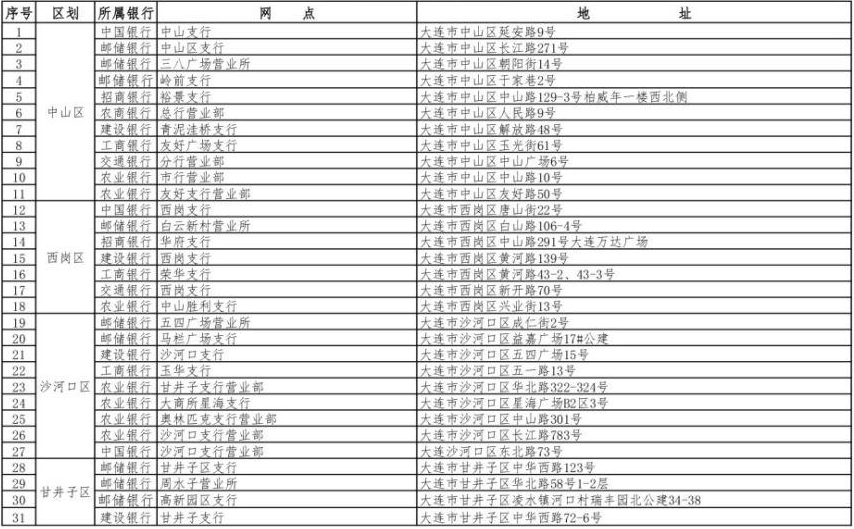 序号 区划 所属银行 网 点 地 址
1 中山区 中国银行 中山支行 大连市中山区延安路9号
2 邮储银行 中山区支行 大连市中山区长江路271号
3 邮储银行 三八广场营业所 大连市中山区朝阳街14号
4 邮储银行 岭前支行 大连市中山区于家巷2号
5 招商银行 裕景支行 大连市中山区中山路129-3号柏威年一楼西北侧
6 农商银行 总行营业部 大连市中山区人民路9号
7 建设银行 青泥洼桥支行 大连市中山区解放路48号
8 工商银行 友好广场支行 大连市中山区玉光街61号
9 交通银行 分行营业部 大连市中山区中山广场6号
10 农业银行 市行营业部 大连市中山区中山路10号
11 农业银行 友好支行营业部 大连市中山区友好路50号
12 西岗区 中国银行 西岗支行 大连市西岗区唐山街22号
13 邮储银行 白云新村营业所 大连市西岗区白山路106-4号
14 招商银行 华府支行 大连市西岗区中山路291号大连万达广场
15 建设银行 西岗支行 大连市西岗区黄河路139号
16 工商银行 荣华支行 大连市西岗区黄河路43-2、43-3号
17 交通银行 西岗支行 大连市西岗区新开路70号
18 农业银行 中山胜利支行 大连市西岗区兴业街13号
19 沙河口区 邮储银行 五四广场营业所 大连市沙河口区成仁街2号
20 邮储银行 马栏广场支行 大连市沙河口区益嘉广场17#公建
21 建设银行 沙河口支行 大连市沙河口区五四广场15号
22 工商银行 玉华支行 大连市沙河口区五一路13号
23 农业银行 甘井子支行营业部 大连市沙河口区华北路322-324号
24 农业银行 大商所星海支行 大连市沙河口区星海广场B2区3号
25 农业银行 奥林匹克支行营业部 大连市沙河口区中山路301号
26 农业银行 沙河口支行营业部 大连市沙河口区长江路783号
27 中国银行 沙河口支行营业部 大连沙河口区东北路73号
28 甘井子区 邮储银行 甘井子区支行 大连市甘井子区中华西路123号
29 邮储银行 周水子营业所 大连市甘井子区华北路58号1-2层
30 邮储银行 高新园区支行 大连市甘井子区凌水镇河口村瑞丰园北公建34-38
31 建设银行 甘井子支行 大连市甘井子区中华西路72-6号